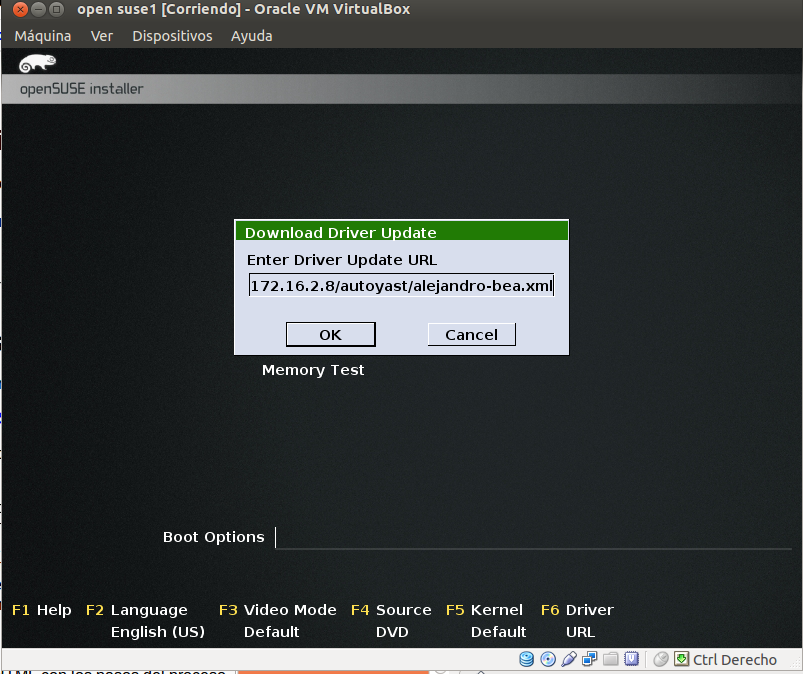 open suse1 [Corriendo] - Oracle VM VirtualBox
Máquina Ver Dispositivos Ayuda
openSUSE installer
Download Driver Update
Enter Driver Update URL
172.16.2.8/autoyast/alejandro-bea.xml
OK Cancel
Memory Test
Boot Options
F1 Help F2 Language F3 Video Mode F4 Source F5 Kernel F6 Driver
English (US) Default DVD Default URL
Ctrl Derecho